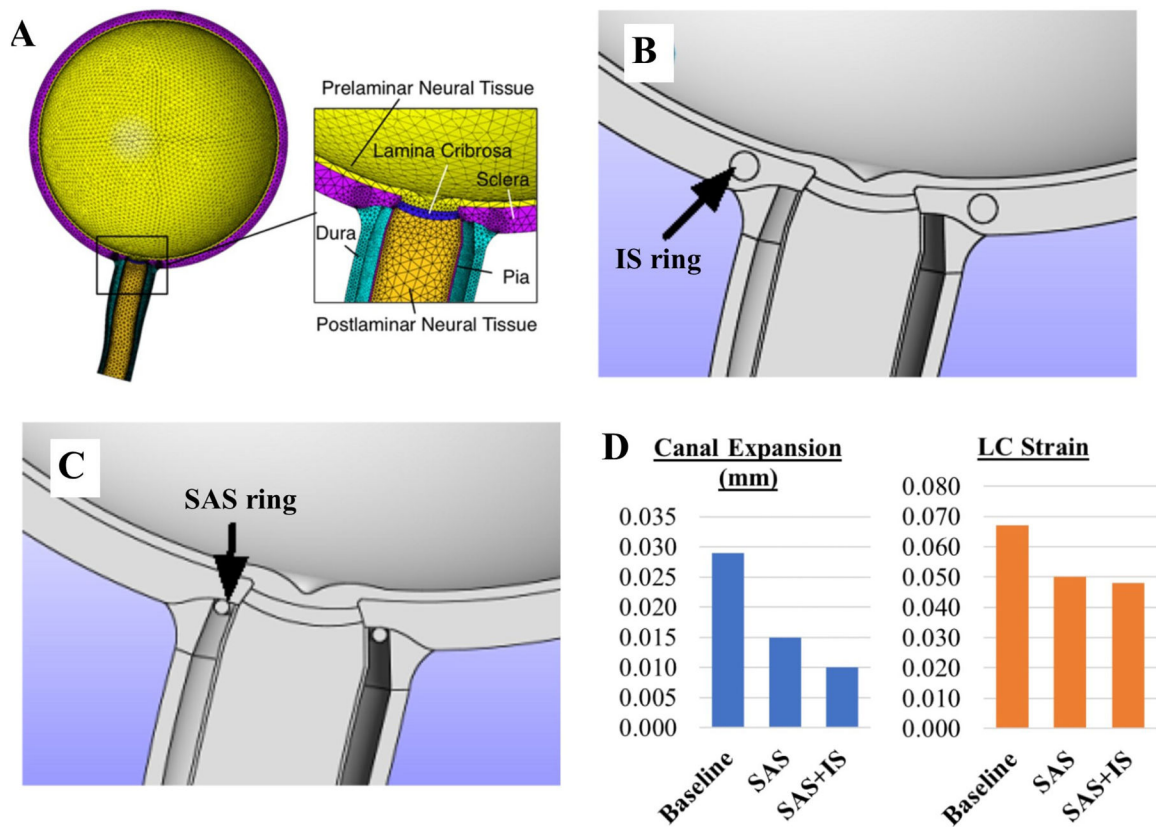 A
Prelaminar Neural Tissue
Lamina Cribrosa
Sclera
Dura
Pia
Postlaminar Neural Tissue
B
IS ring
C
SAS ring
D
Canal Expansion
(mm)
0.035
0.030
0.025
0.020
0.015
0.010
0.005
0.000
Baseline
SAS
SAS+IS
LC Strain
0.080
0.070
0.060
0.050
0.040
0.030
0.020
0.010
0.000
Baseline
SAS
SAS+IS